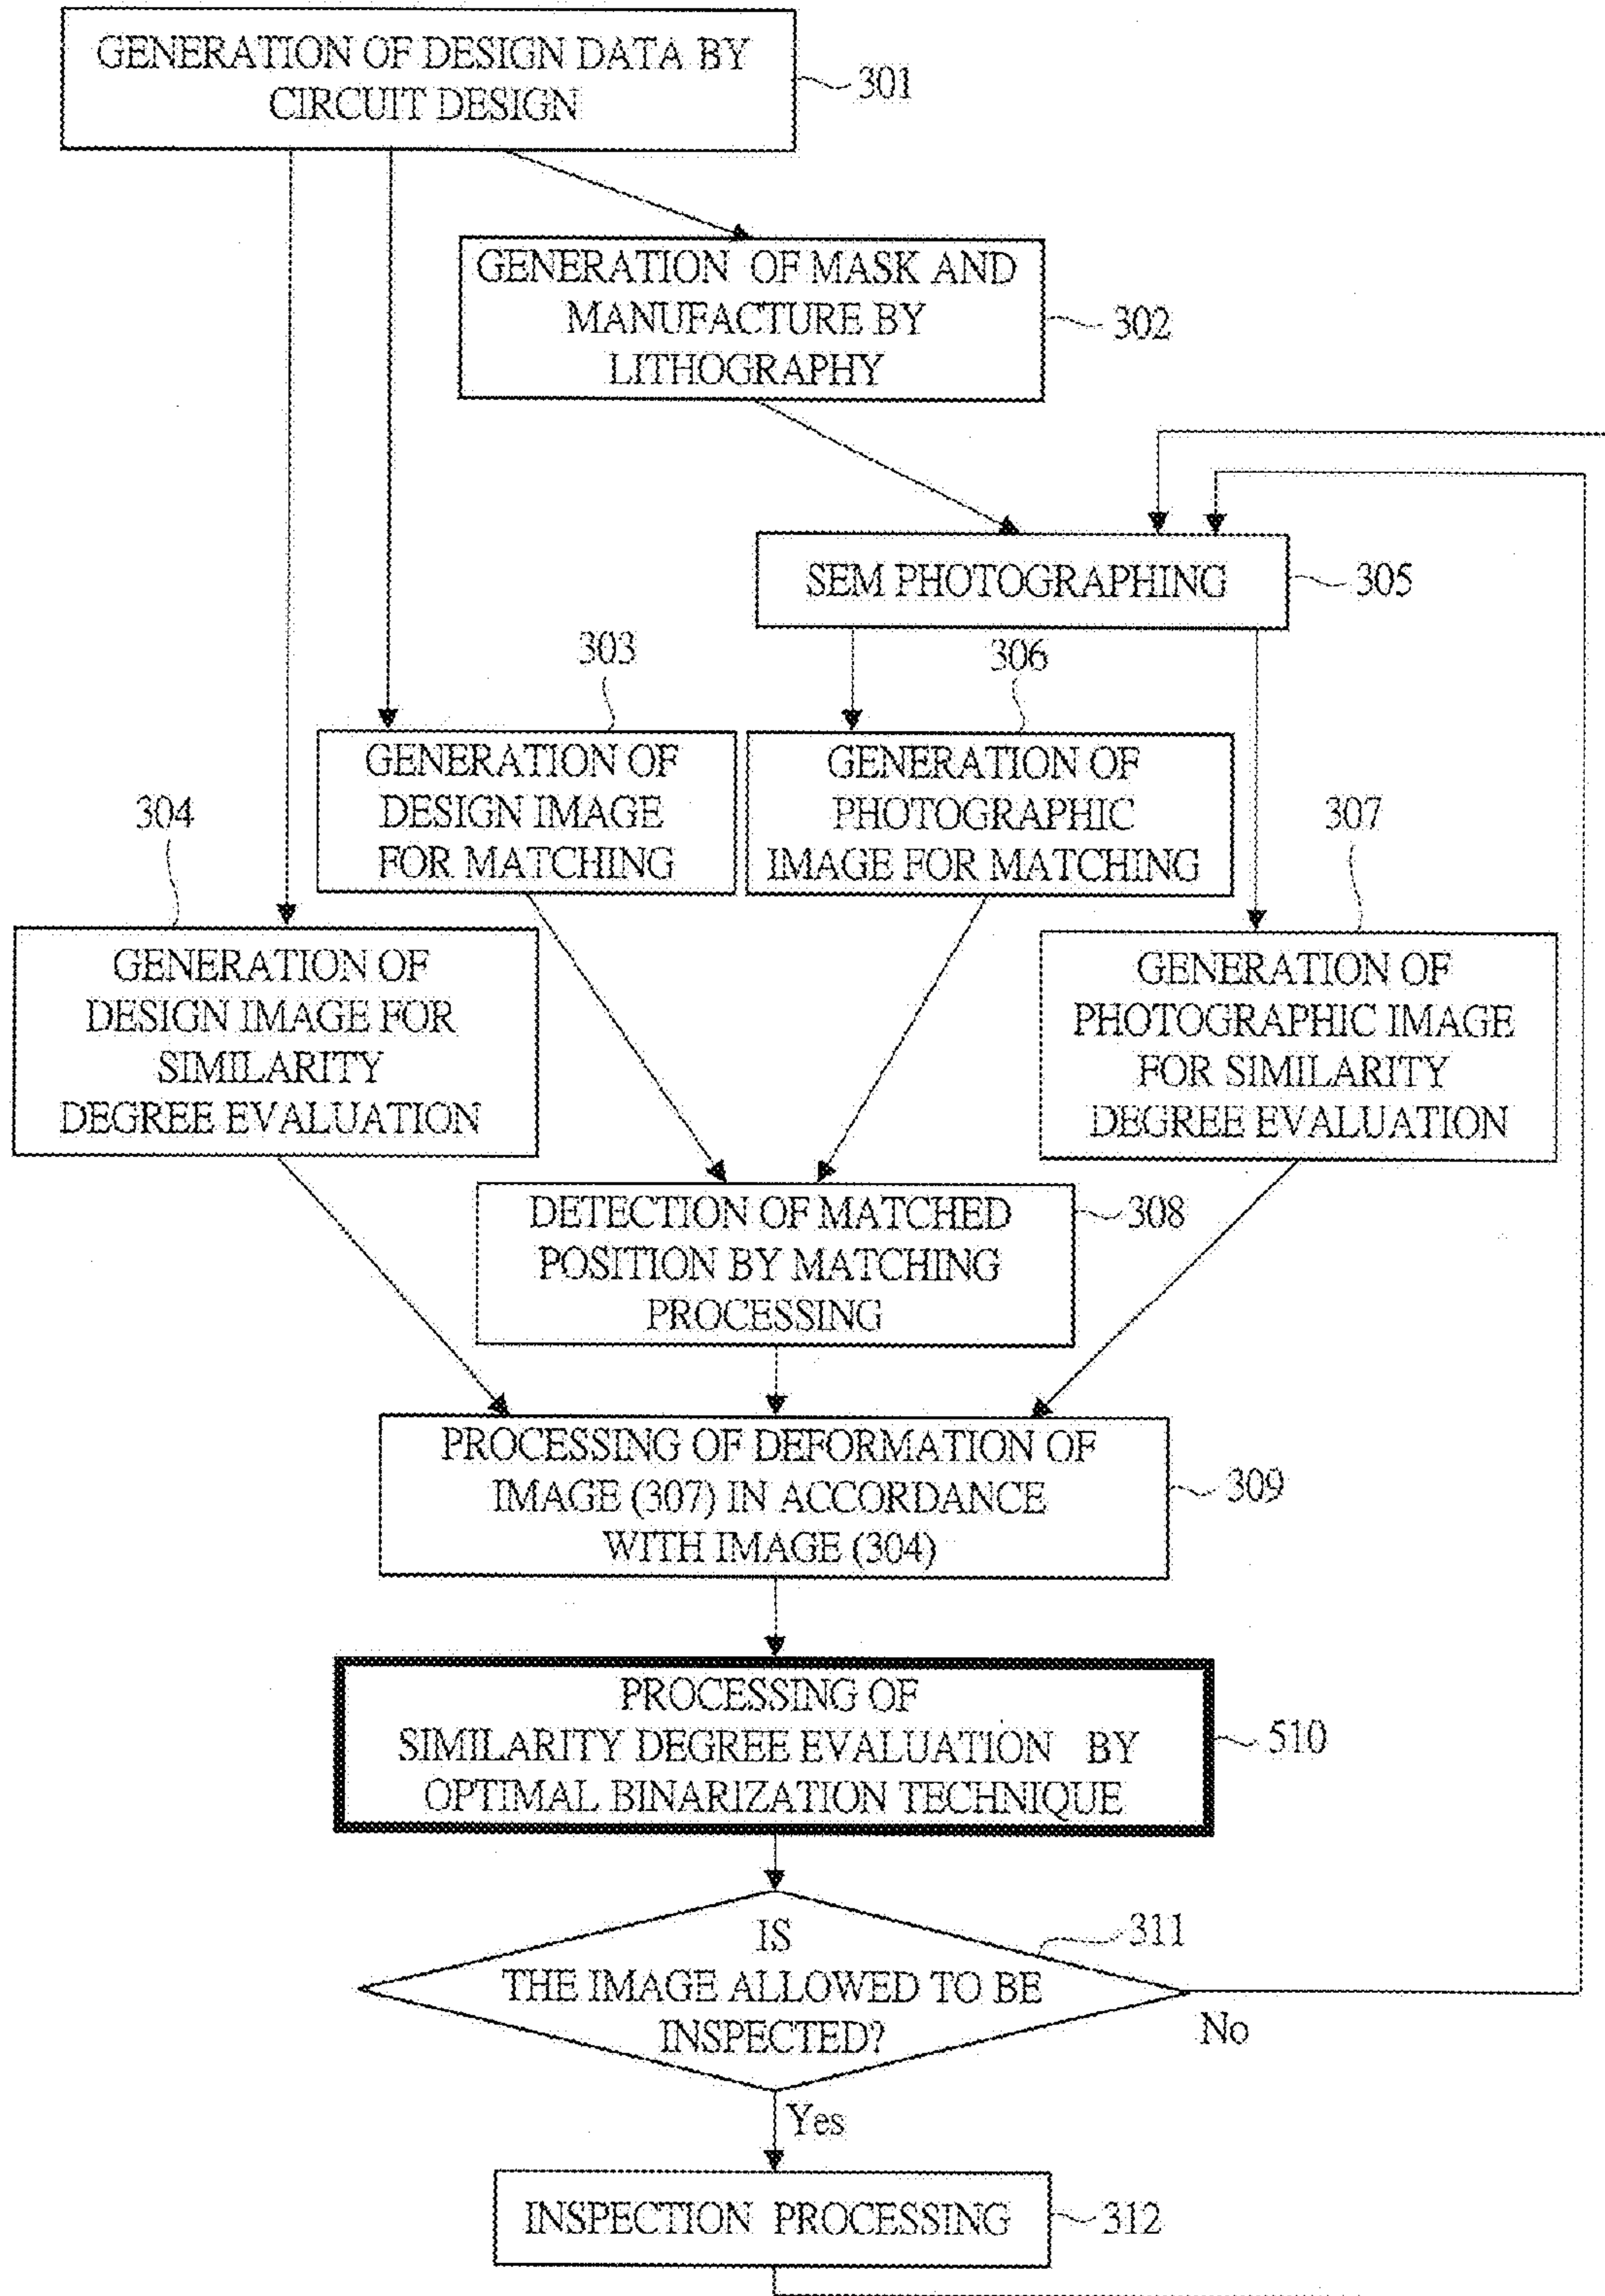 GENERATION OF DESIGN DATA BY
CIRCUIT DESIGN
301
GENERATION OF MASK AND
MANUFACTURE BY
LITHOGRAPHY
302
SEM PHOTOGRAPHING
305
303
306
GENERATION OF
DESIGN IMAGE
FOR MATCHING
GENERATION OF
PHOTOGRAPHIC
IMAGE FOR MATCHING
304
307
GENERATION OF
DESIGN IMAGE FOR
SIMILARITY
DEGREE EVALUATION
GENERATION OF
PHOTOGRAPHIC IMAGE
FOR SIMILARITY
DEGREE EVALUATION
DETECTION OF MATCHED
POSITION BY MATCHING
PROCESSING
308
PROCESSING OF DEFORMATION OF
IMAGE (307) IN ACCORDANCE
WITH IMAGE (304)
309
PROCESSING OF
SIMILARITY DEGREE EVALUATION BY
OPTIMAL BINARIZATION TECHNIQUE
510
IS
THE IMAGE ALLOWED TO BE
INSPECTED?
311
No
Yes
INSPECTION PROCESSING
312